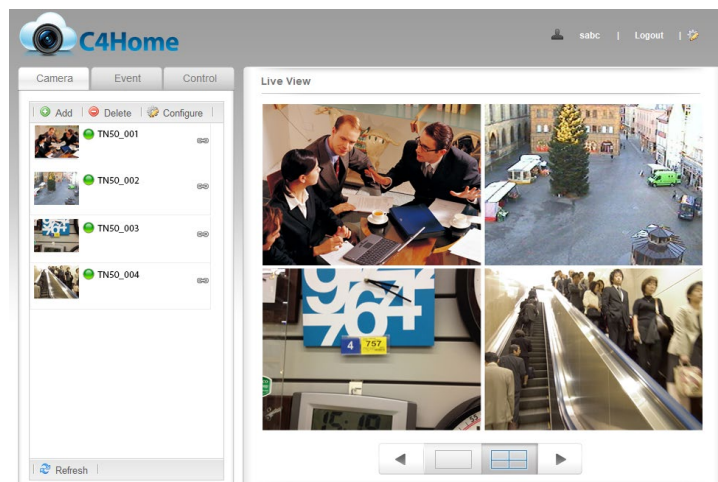 C4Home
sabc | Logout |
Camera Event Control
Live View
Add Delete Configure
TN50_001
TN50_002
TN50_003
TN50_004
4 757
15:19
Refresh